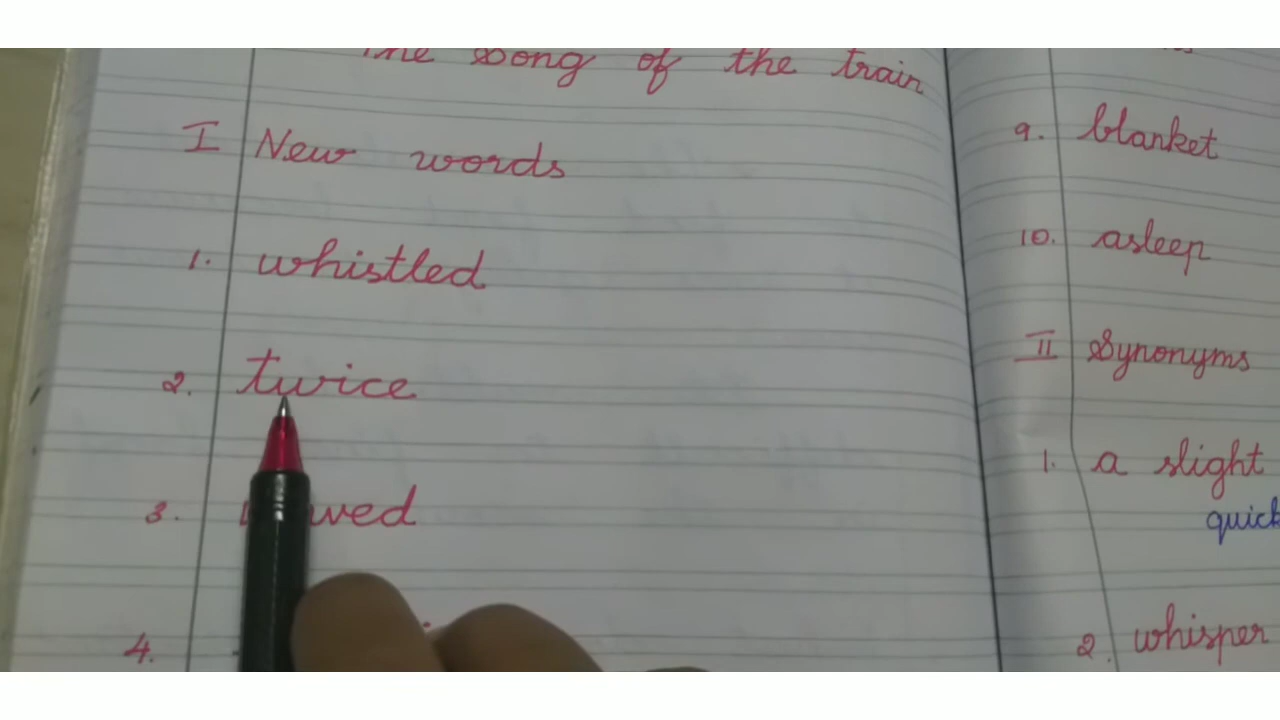 The song of the train
I New words
1. whistled
2. twice
3.
4.
9. blanket
10. asleep
II Synonyms
1. a slight
quick
2. whisper